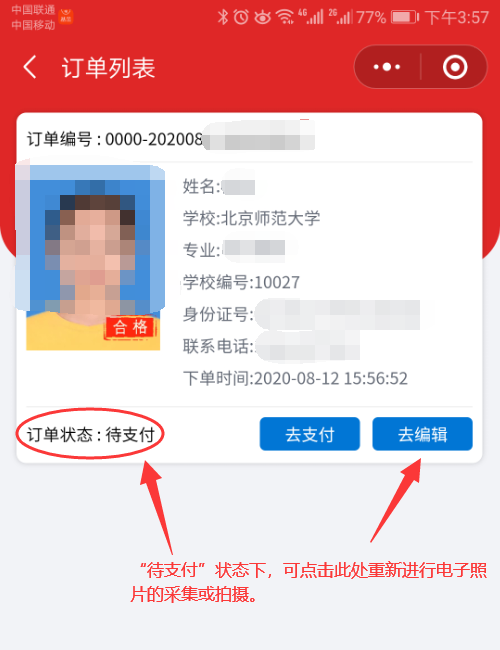 中国联通
中国移动
4G 2G 77% 下午3:57
订单列表
订单编号：0000-202008
姓名:
学校:北京师范大学
专业:
学校编号:10027
身份证号:
联系电话:
下单时间:2020-08-12 15:56:52
合格
订单状态：待支付
去支付
去编辑
“待支付”状态下，可点击此处重新进行电子照
片的采集或拍摄。